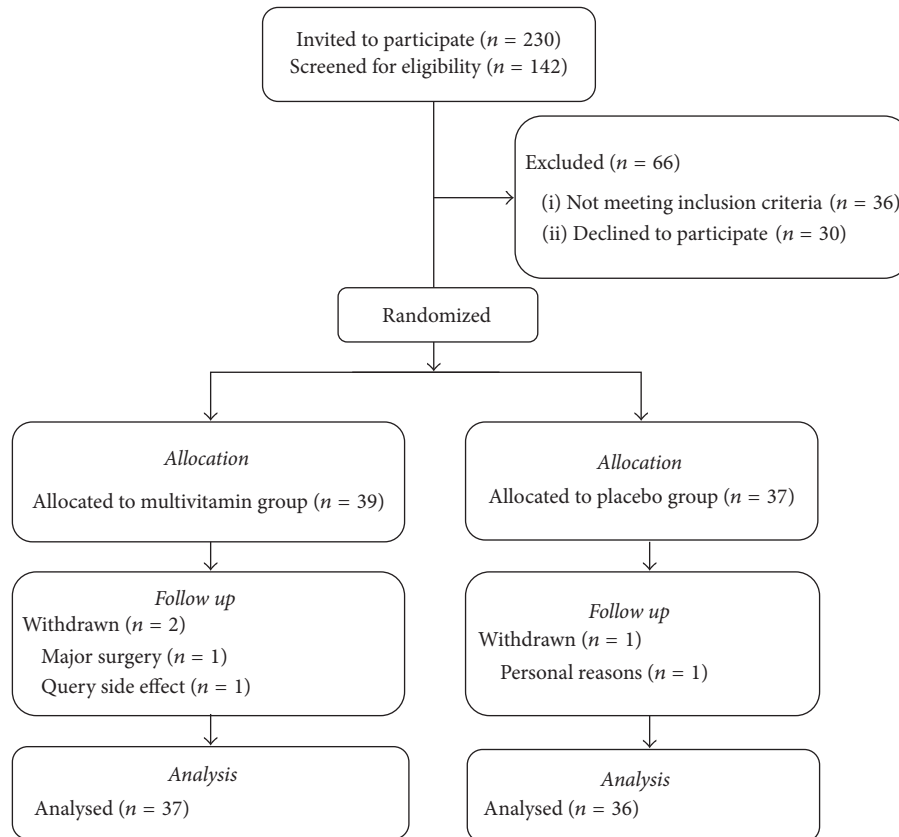 Invited to participate (n = 230)
Screened for eligibility (n = 142)
Excluded (n = 66)
(i) Not meeting inclusion criteria (n = 36)
(ii) Declined to participate (n = 30)
Randomized
Allocation
Allocated to multivitamin group (n = 39)
Allocation
Allocated to placebo group (n = 37)
Follow up
Withdrawn (n = 2)
Major surgery (n = 1)
Query side effect (n = 1)
Follow up
Withdrawn (n = 1)
Personal reasons (n = 1)
Analysis
Analysed (n = 37)
Analysis
Analysed (n = 36)